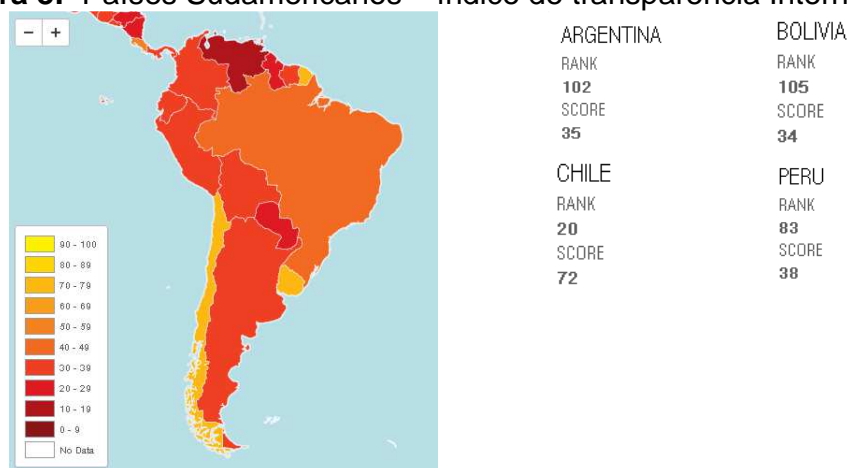 Países Sudamericanos
Índice de transparencia
− +
90 - 100
80 - 89
70 - 79
60 - 69
50 - 59
40 - 49
30 - 39
20 - 29
10 - 19
0 - 9
No Data
ARGENTINA
RANK
102
SCORE
35
BOLIVIA
RANK
105
SCORE
34
CHILE
RANK
20
SCORE
72
PERU
RANK
83
SCORE
38